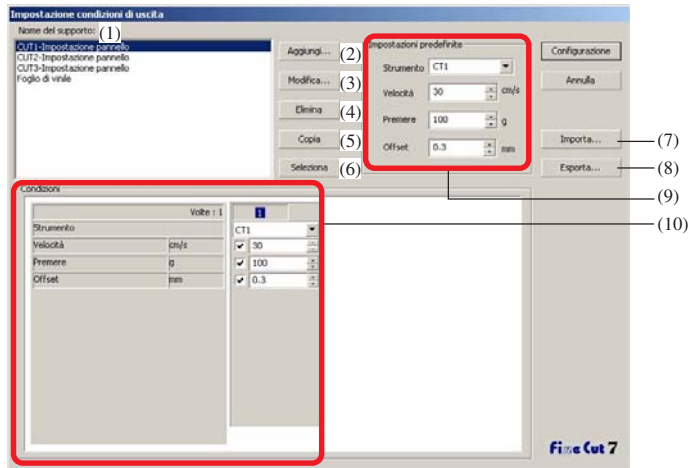 Impostazione condizioni di uscita
Nome del supporto: (1)
CUT1-Impostazione pannello
CUT2-Impostazione pannello
CUT3-Impostazione pannello
Foglio di vinile
Aggiungi... (2)
Modifica... (3)
Elimina (4)
Copia (5)
Seleziona (6)
Impostazioni predefinite
Strumento CT1
Velocità 30 cm/s
Premere 100 g
Offset 0.3 mm
Configurazione
Annulla
Importa... (7)
Esporta... (8)
(9)
(10)
Condizioni
Volte : 1 1
Strumento CT1
Velocità cm/s 30
Premere g 100
Offset mm 0.3
Fine Cut 7